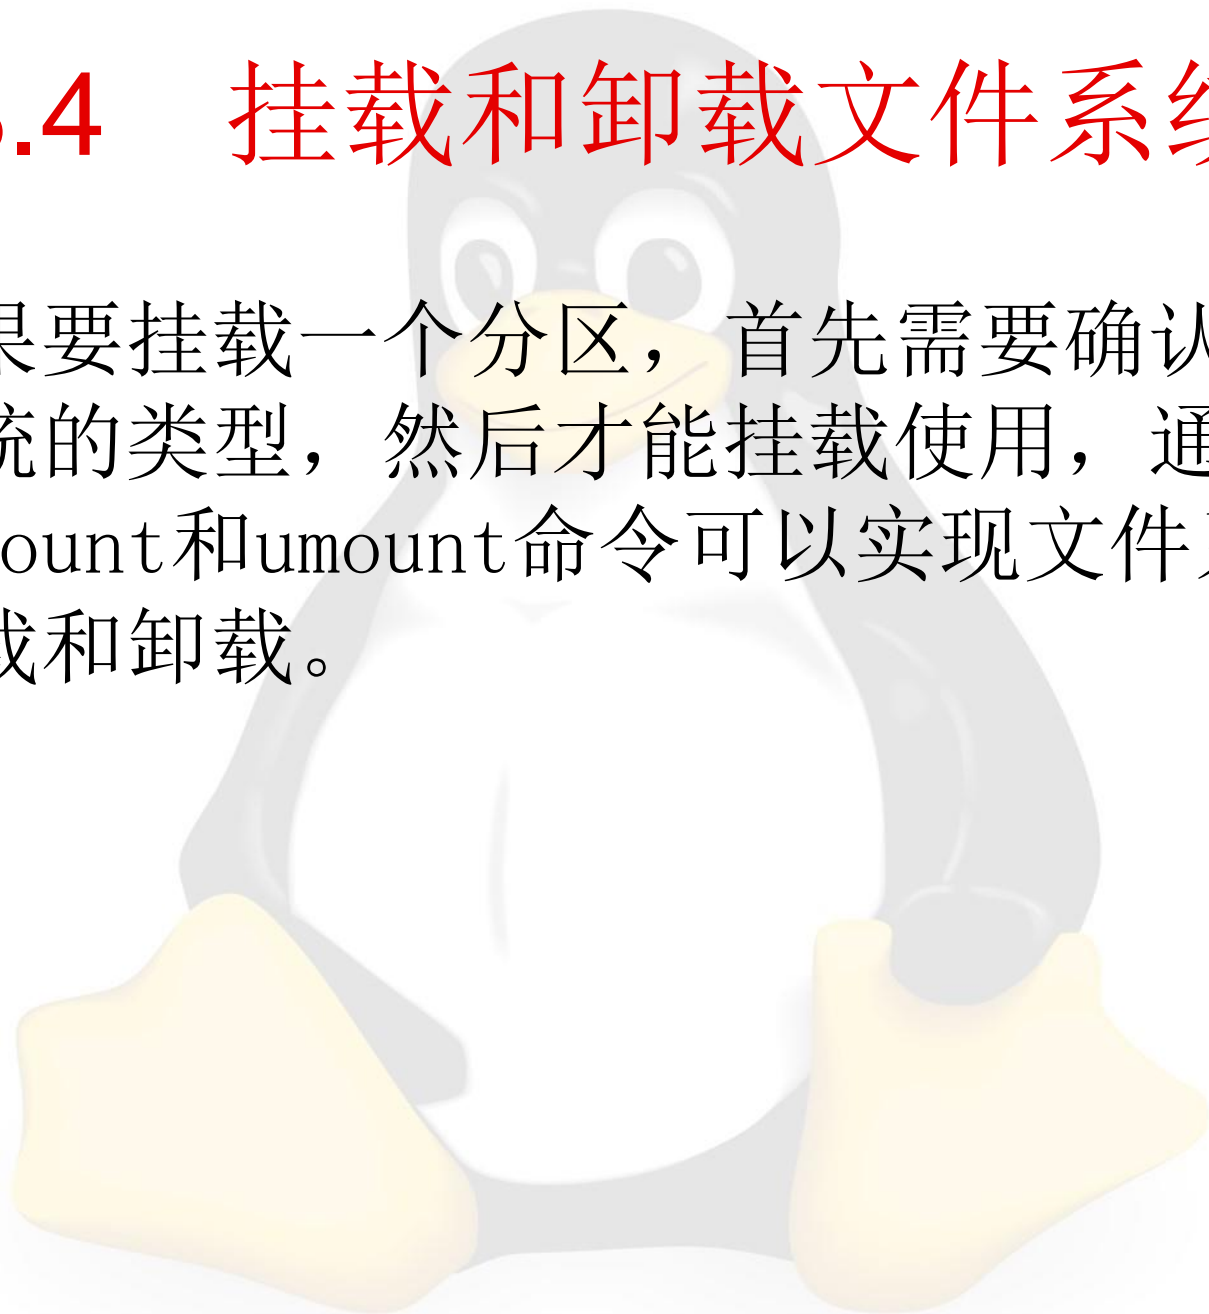 .4 挂载和卸载文件系
果要挂载一个分区，首先需要确认
统的类型，然后才能挂载使用，通
ount和umount命令可以实现文件
载和卸载。